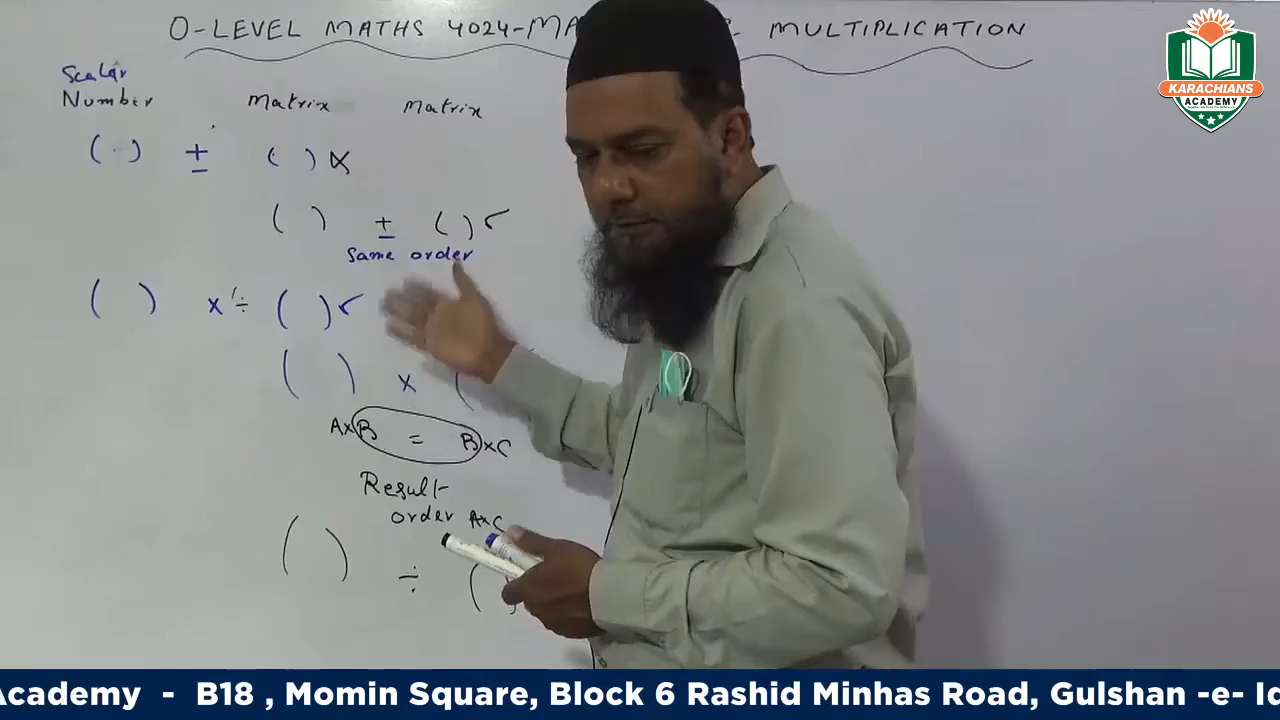 O-LEVEL MATHS 4024-MA MULTIPLICATION
Scalar
Number Matrix Matrix
( ) ± ( ) ×
( ) ± ( ) ✓
Same order
( ) × ÷ ( ) ✓
( ) × (
A×B = B×C
Result
order A×C
( ) ÷ (
KARACHIANS
ACADEMY
Academy - B18 , Momin Square, Block 6 Rashid Minhas Road, Gulshan -e- Iq